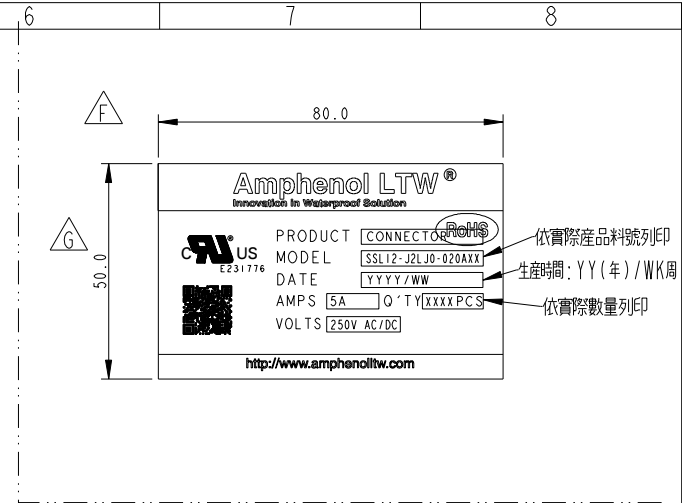 6 7 8
F
80.0
Amphenol LTW ®
Innovation in Waterproof Solution
G
50.0
RoHS
C RU ® US
E231776
PRODUCT CONNECTOR
MODEL SSL12-J2LJ0-020AXX
依實際産品料號列印
DATE YYYY/WW
生産時間:YY(年)/WK周
AMPS 5A Q'TY XXXXPCS
依實際數量列印
VOLTS 250V AC/DC
http://www.amphenolltw.com